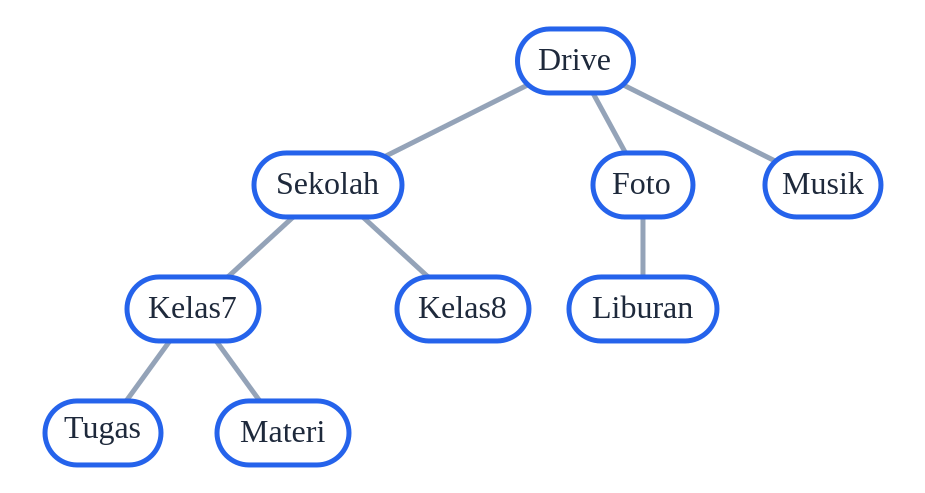 Drive
Sekolah
Foto
Musik
Kelas7
Kelas8
Liburan
Tugas
Materi